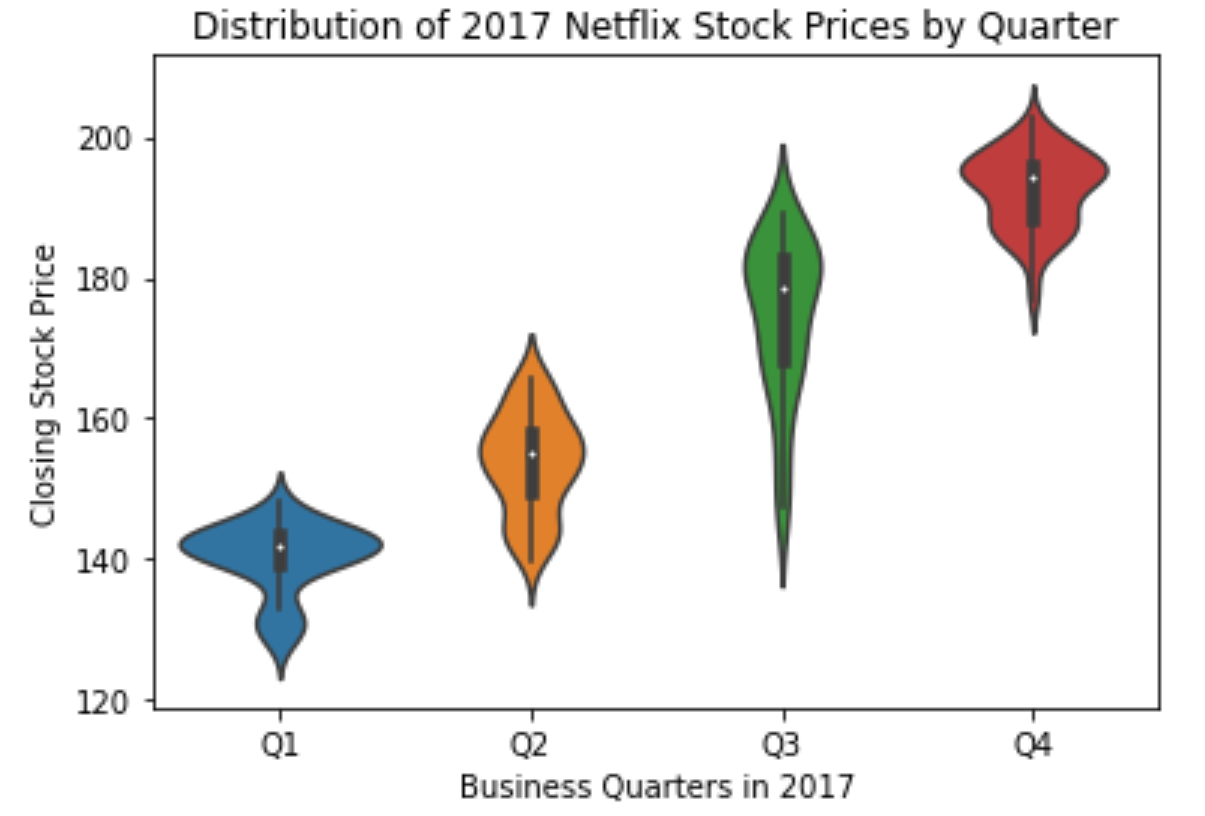 Distribution of 2017 Netflix Stock Prices by Quarter
200
180
160
140
120
Closing Stock Price
Q1 Q2 Q3 Q4
Business Quarters in 2017